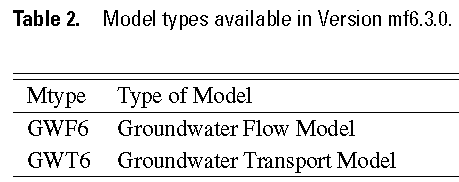 Table 2. Model types available in Version mf6.3.0.
Mtype Type of Model
GWF6 Groundwater Flow Model
GWT6 Groundwater Transport Model